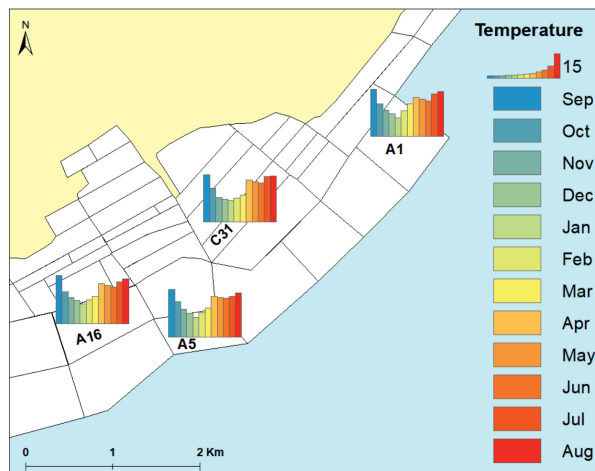 N
Temperature
15
Sep
Oct
Nov
Dec
Jan
Feb
Mar
Apr
May
Jun
Jul
Aug
A1
C31
A16
A5
0 1 2 Km